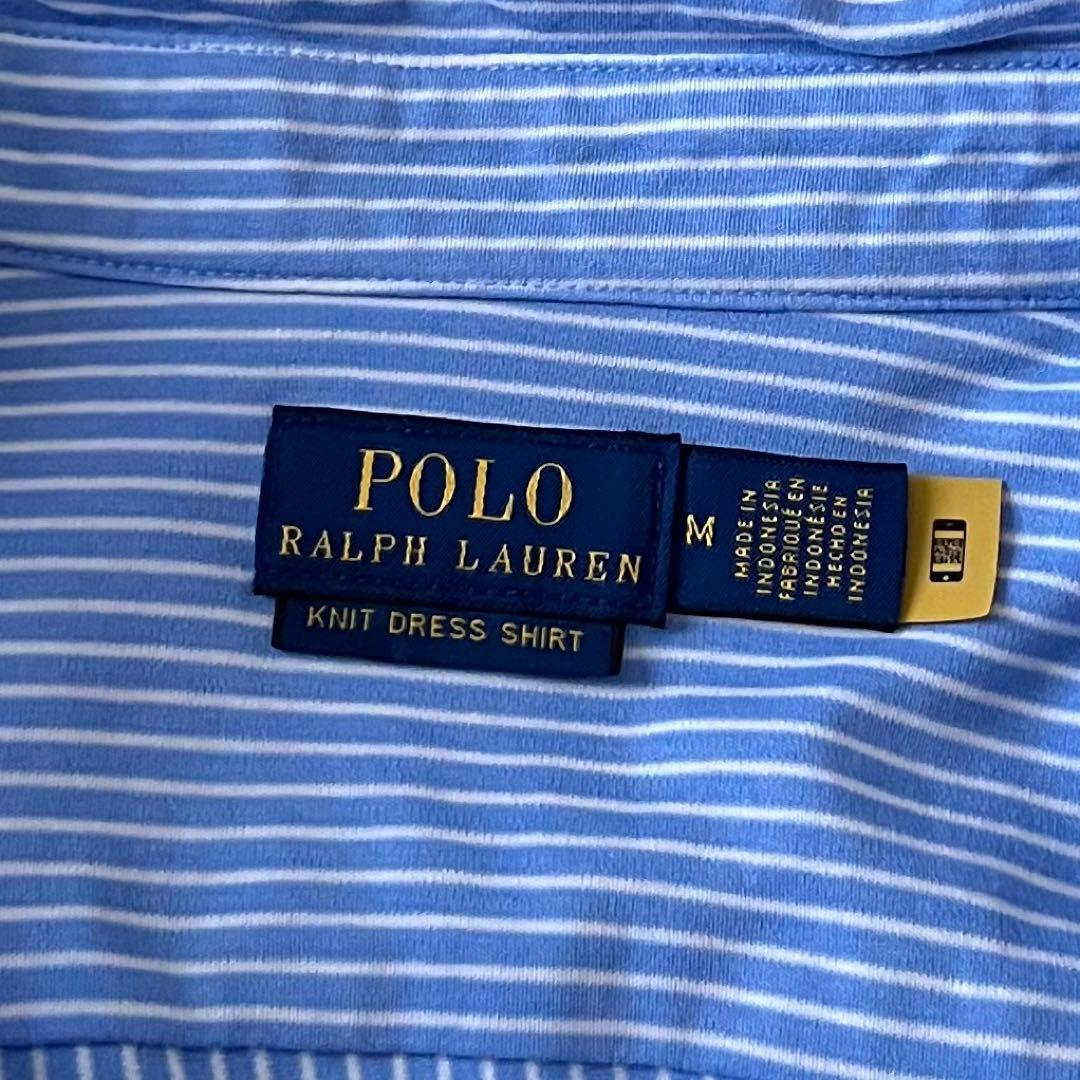 POLO
RALPH LAUREN
KNIT DRESS SHIRT
M
MADE IN
INDONESIA
FABRIQUÉ EN
INDONÉSIE
HECHO EN
INDONESIA